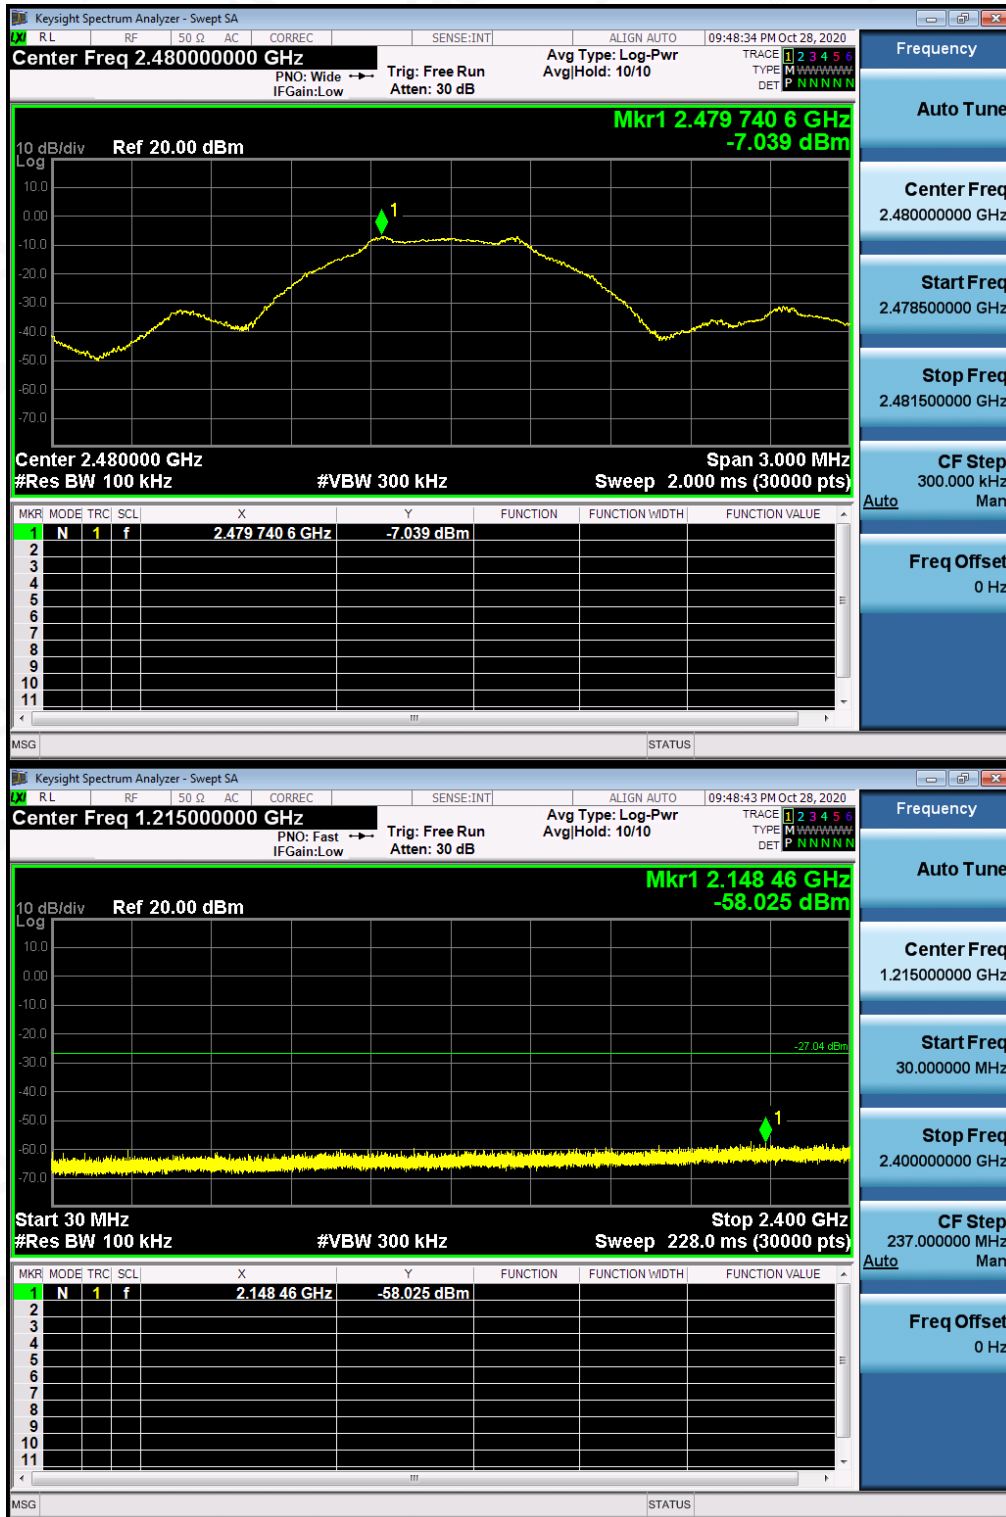 Keysight Spectrum Analyzer - Swept SA
LXI RL RF 50 Ω AC CORREC SENSE:INT ALIGN AUTO 09:48:34 PM Oct 28, 2020
Center Freq 2.480000000 GHz
PNO: Wide
IFGain:Low
Trig: Free Run
Atten: 30 dB
Avg Type: Log-Pwr
Avg|Hold: 10/10
TRACE 1 2 3 4 5 6
TYPE M WWWWW
DET P N N N N N
Mkr1 2.479 740 6 GHz
-7.039 dBm
10 dB/div Ref 20.00 dBm
Log
10.0
0.00
-10.0
-20.0
-30.0
-40.0
-50.0
-60.0
-70.0
1
Center 2.480000 GHz Span 3.000 MHz
#Res BW 100 kHz #VBW 300 kHz Sweep 2.000 ms (30000 pts)
MKR MODE TRC SCL X Y FUNCTION FUNCTION WIDTH FUNCTION VALUE
1 N 1 f 2.479 740 6 GHz -7.039 dBm
2
3
4
5
6
7
8
9
10
11
MSG STATUS
Frequency
Auto Tune
Center Freq
2.480000000 GHz
Start Freq
2.478500000 GHz
Stop Freq
2.481500000 GHz
CF Step
300.000 kHz
Auto Man
Freq Offset
0 Hz
Keysight Spectrum Analyzer - Swept SA
LXI RL RF 50 Ω AC CORREC SENSE:INT ALIGN AUTO 09:48:43 PM Oct 28, 2020
Center Freq 1.215000000 GHz
PNO: Fast
IFGain:Low
Trig: Free Run
Atten: 30 dB
Avg Type: Log-Pwr
Avg|Hold: 10/10
TRACE 1 2 3 4 5 6
TYPE M WWWWW
DET P N N N N N
Mkr1 2.148 46 GHz
-58.025 dBm
10 dB/div Ref 20.00 dBm
Log
10.0
0.00
-10.0
-20.0
-30.0
-40.0
-50.0
-60.0
-70.0
-27.04 dBm
1
Start 30 MHz Stop 2.400 GHz
#Res BW 100 kHz #VBW 300 kHz Sweep 228.0 ms (30000 pts)
MKR MODE TRC SCL X Y FUNCTION FUNCTION WIDTH FUNCTION VALUE
1 N 1 f 2.148 46 GHz -58.025 dBm
2
3
4
5
6
7
8
9
10
11
MSG STATUS
Frequency
Auto Tune
Center Freq
1.215000000 GHz
Start Freq
30.000000 MHz
Stop Freq
2.400000000 GHz
CF Step
237.000000 MHz
Auto Man
Freq Offset
0 Hz